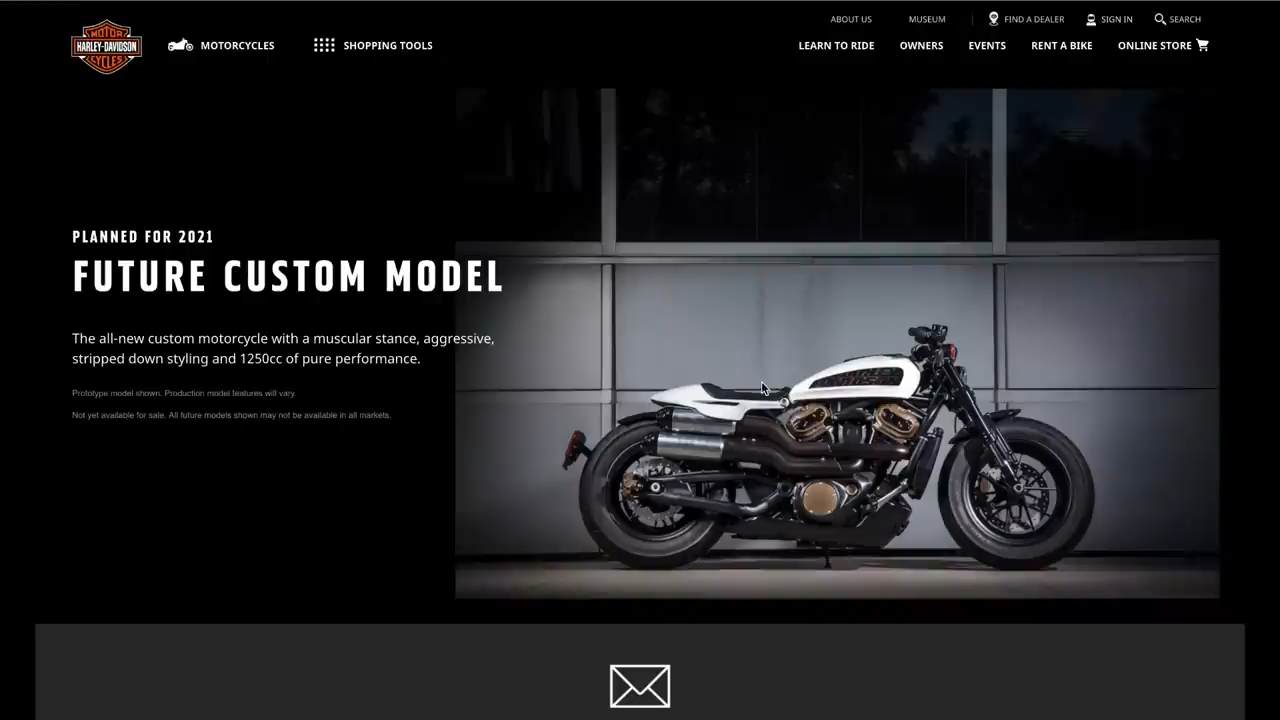 ABOUT US
MUSEUM
FIND A DEALER
SIGN IN
SEARCH
MOTOR
HARLEY-DAVIDSON
CYCLES
MOTORCYCLES
SHOPPING TOOLS
LEARN TO RIDE
OWNERS
EVENTS
RENT A BIKE
ONLINE STORE
PLANNED FOR 2021
FUTURE CUSTOM MODEL
The all-new custom motorcycle with a muscular stance, aggressive,
stripped down styling and 1250cc of pure performance.
Prototype model shown. Production model features will vary.
Not yet available for sale. All future models shown may not be available in all markets.